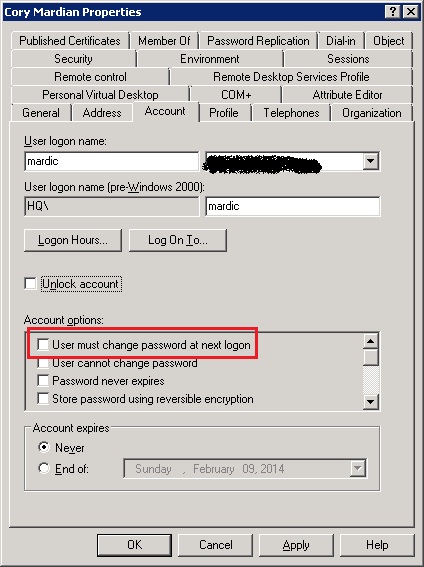 Cory Mardian Properties
Published Certificates Member Of Password Replication Dial-in Object
Security Environment Sessions
Remote control Remote Desktop Services Profile
Personal Virtual Desktop COM+ Attribute Editor
General Address Account Profile Telephones Organization
User logon name:
mardic
User logon name (pre-Windows 2000):
HQ\ mardic
Logon Hours... Log On To...
Unlock account
Account options:
User must change password at next logon
User cannot change password
Password never expires
Store password using reversible encryption
Account expires
Never
End of: Sunday , February 09, 2014
OK Cancel Apply Help